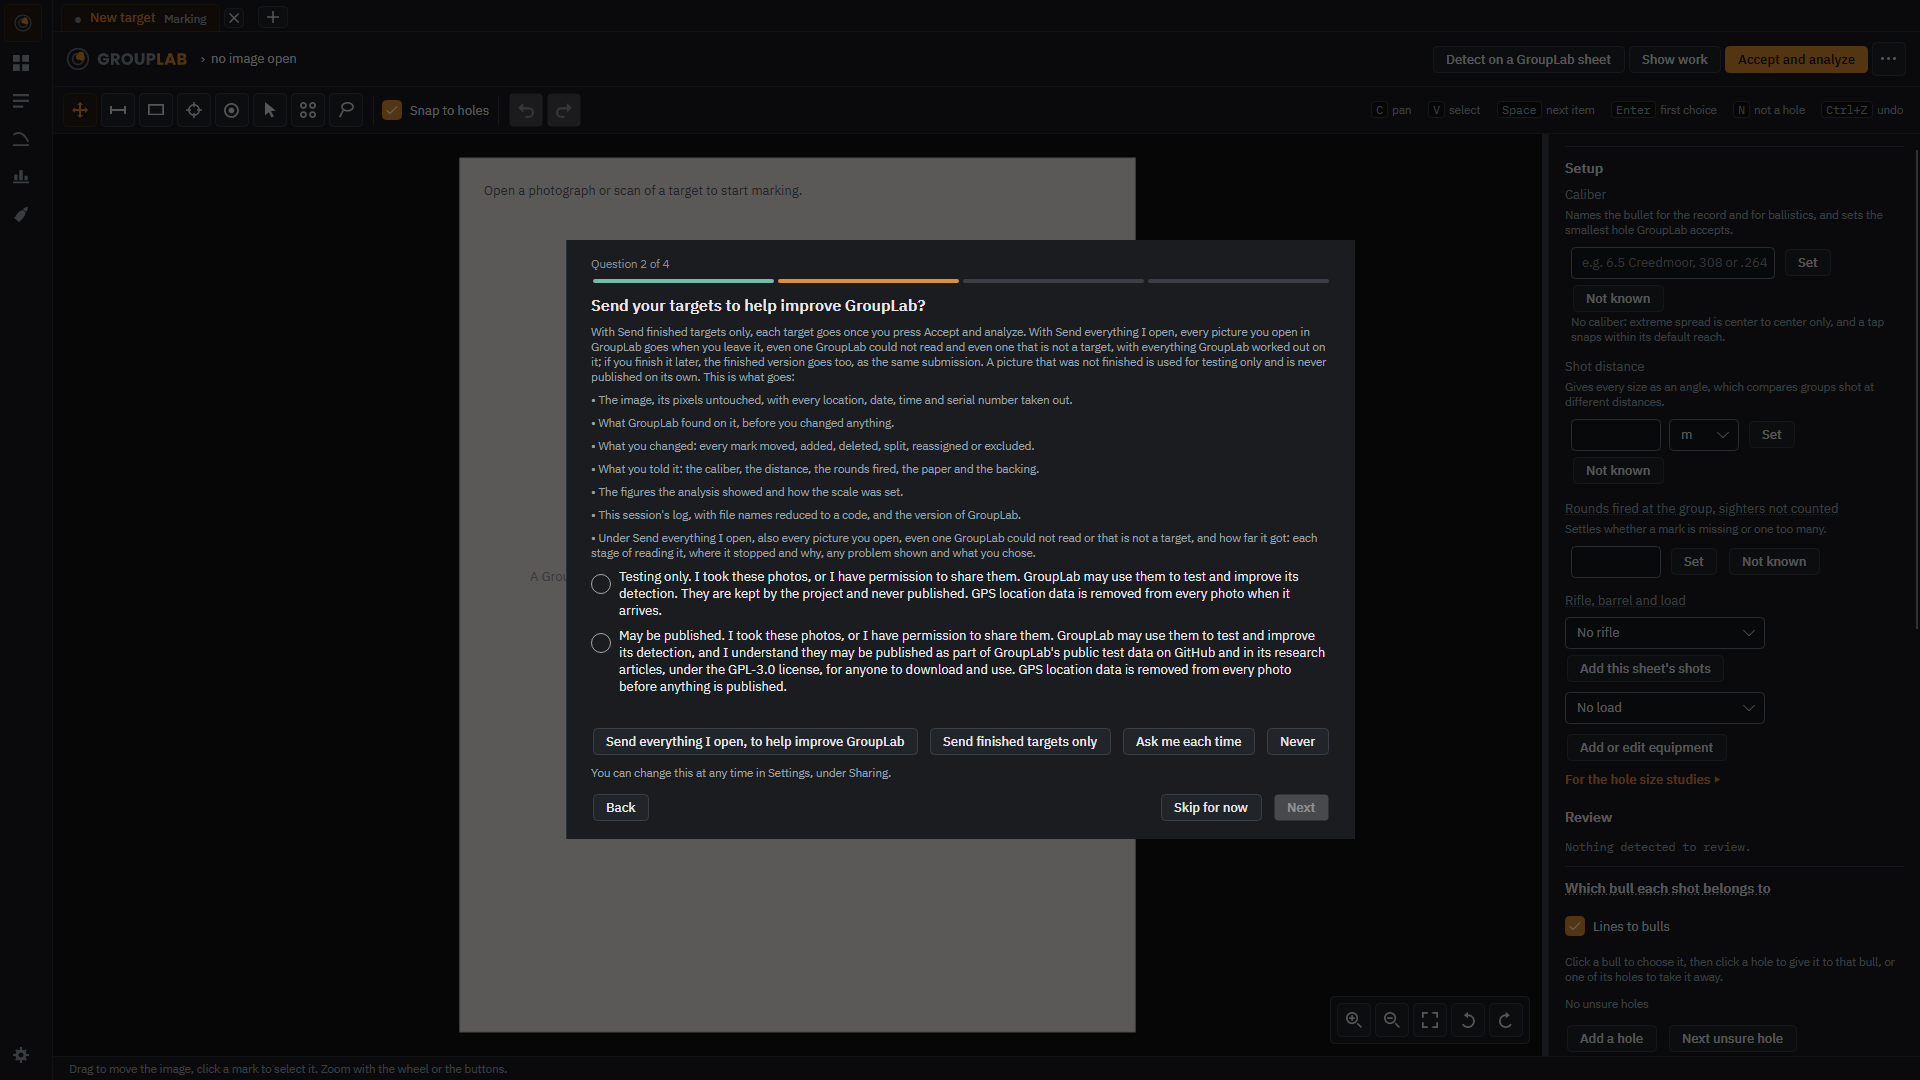 New target Marking
GROUPLAB › no image open
Detect on a GroupLab sheet
Show work
Accept and analyze
Snap to holes
C pan
V select
Space next item
Enter first choice
N not a hole
Ctrl+Z undo
Open a photograph or scan of a target to start marking.
A Grou
Question 2 of 4
Send your targets to help improve GroupLab?
With Send finished targets only, each target goes once you press Accept and analyze. With Send everything I open, every picture you open in
GroupLab goes when you leave it, even one GroupLab could not read and even one that is not a target, with everything GroupLab worked out on
it; if you finish it later, the finished version goes too, as the same submission. A picture that was not finished is used for testing only and is never
published on its own. This is what goes:
• The image, its pixels untouched, with every location, date, time and serial number taken out.
• What GroupLab found on it, before you changed anything.
• What you changed: every mark moved, added, deleted, split, reassigned or excluded.
• What you told it: the caliber, the distance, the rounds fired, the paper and the backing.
• The figures the analysis showed and how the scale was set.
• This session's log, with file names reduced to a code, and the version of GroupLab.
• Under Send everything I open, also every picture you open, even one GroupLab could not read or that is not a target, and how far it got: each
stage of reading it, where it stopped and why, any problem shown and what you chose.
Testing only. I took these photos, or I have permission to share them. GroupLab may use them to test and improve its
detection. They are kept by the project and never published. GPS location data is removed from every photo when it
arrives.
May be published. I took these photos, or I have permission to share them. GroupLab may use them to test and improve
its detection, and I understand they may be published as part of GroupLab's public test data on GitHub and in its research
articles, under the GPL-3.0 license, for anyone to download and use. GPS location data is removed from every photo
before anything is published.
Send everything I open, to help improve GroupLab
Send finished targets only
Ask me each time
Never
You can change this at any time in Settings, under Sharing.
Back
Skip for now
Next
Setup
Caliber
Names the bullet for the record and for ballistics, and sets the
smallest hole GroupLab accepts.
e.g. 6.5 Creedmoor, 308 or .264
Set
Not known
No caliber: extreme spread is center to center only, and a tap
snaps within its default reach.
Shot distance
Gives every size as an angle, which compares groups shot at
different distances.
m
Set
Not known
Rounds fired at the group, sighters not counted
Settles whether a mark is missing or one too many.
Set
Not known
Rifle, barrel and load
No rifle
Add this sheet's shots
No load
Add or edit equipment
For the hole size studies ▸
Review
Nothing detected to review.
Which bull each shot belongs to
Lines to bulls
Click a bull to choose it, then click a hole to give it to that bull, or
one of its holes to take it away.
No unsure holes
Add a hole
Next unsure hole
Drag to move the image, click a mark to select it. Zoom with the wheel or the buttons.